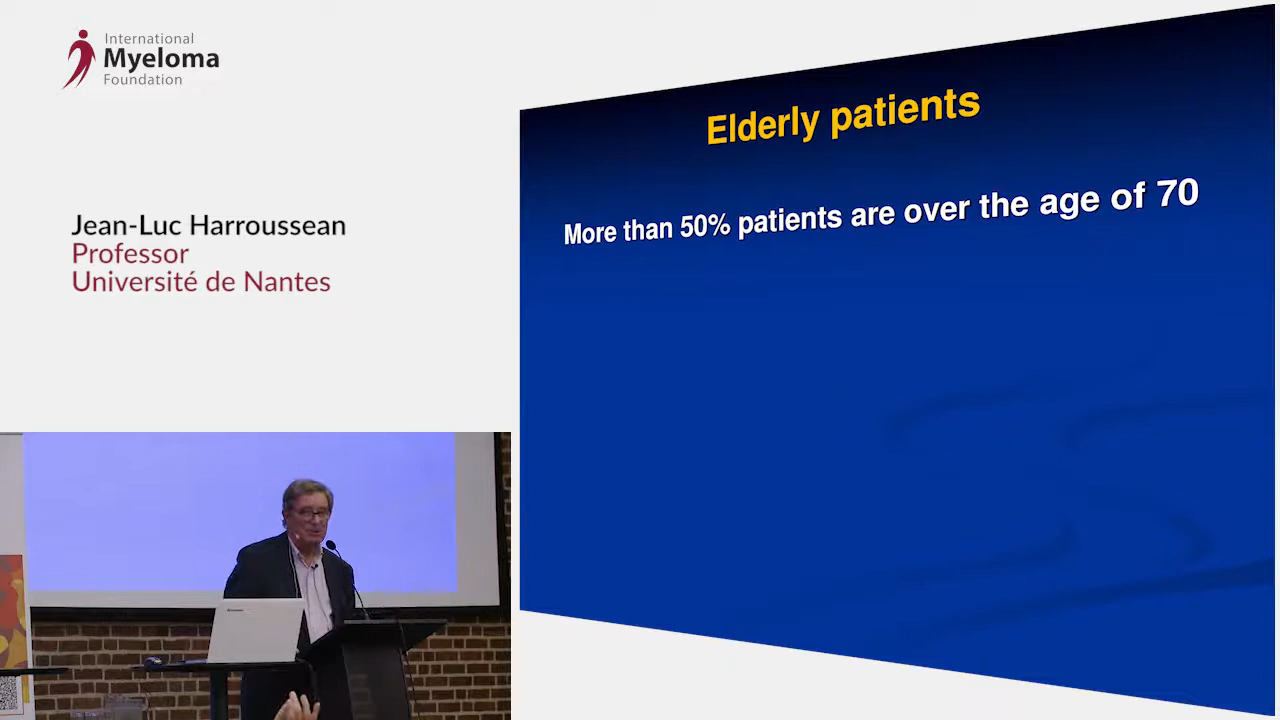 International
Myeloma
Foundation
Jean-Luc Harroussean
Professor
Université de Nantes
Elderly patients
More than 50% patients are over the age of 70